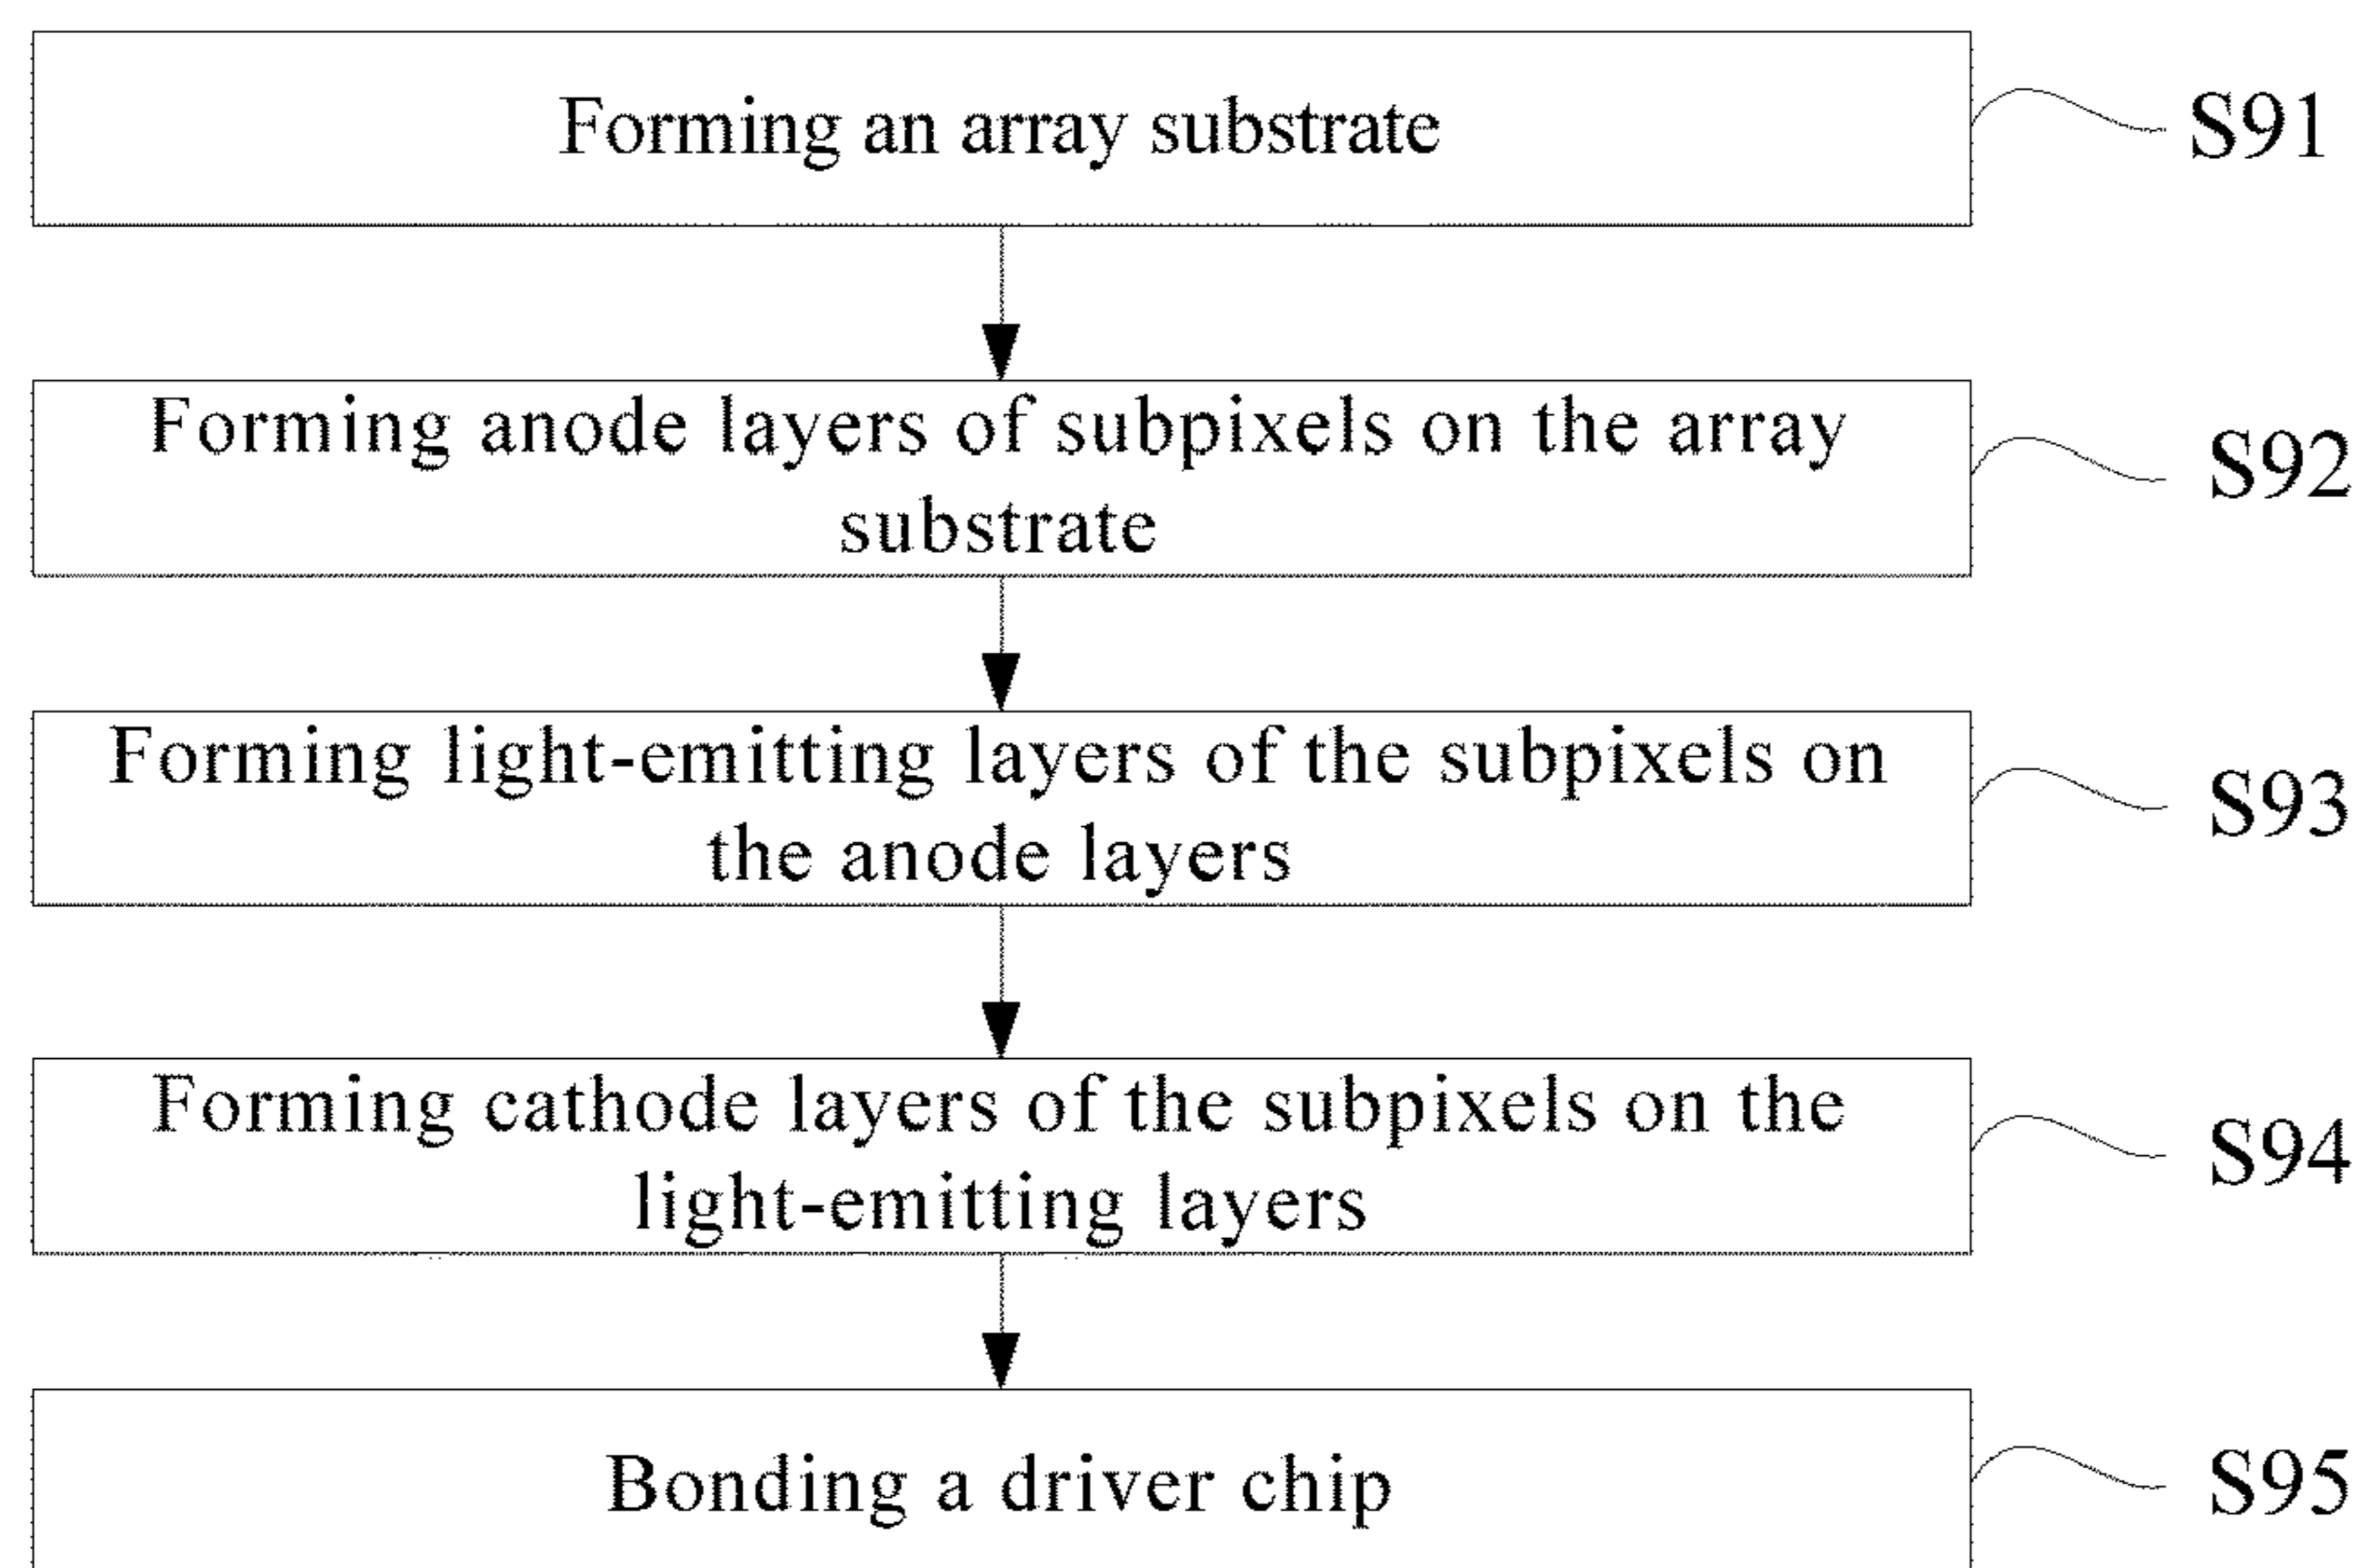 Forming an array substrate
S91
Forming anode layers of subpixels on the array
substrate
S92
Forming light-emitting layers of the subpixels on
the anode layers
S93
Forming cathode layers of the subpixels on the
light-emitting layers
S94
Bonding a driver chip
S95